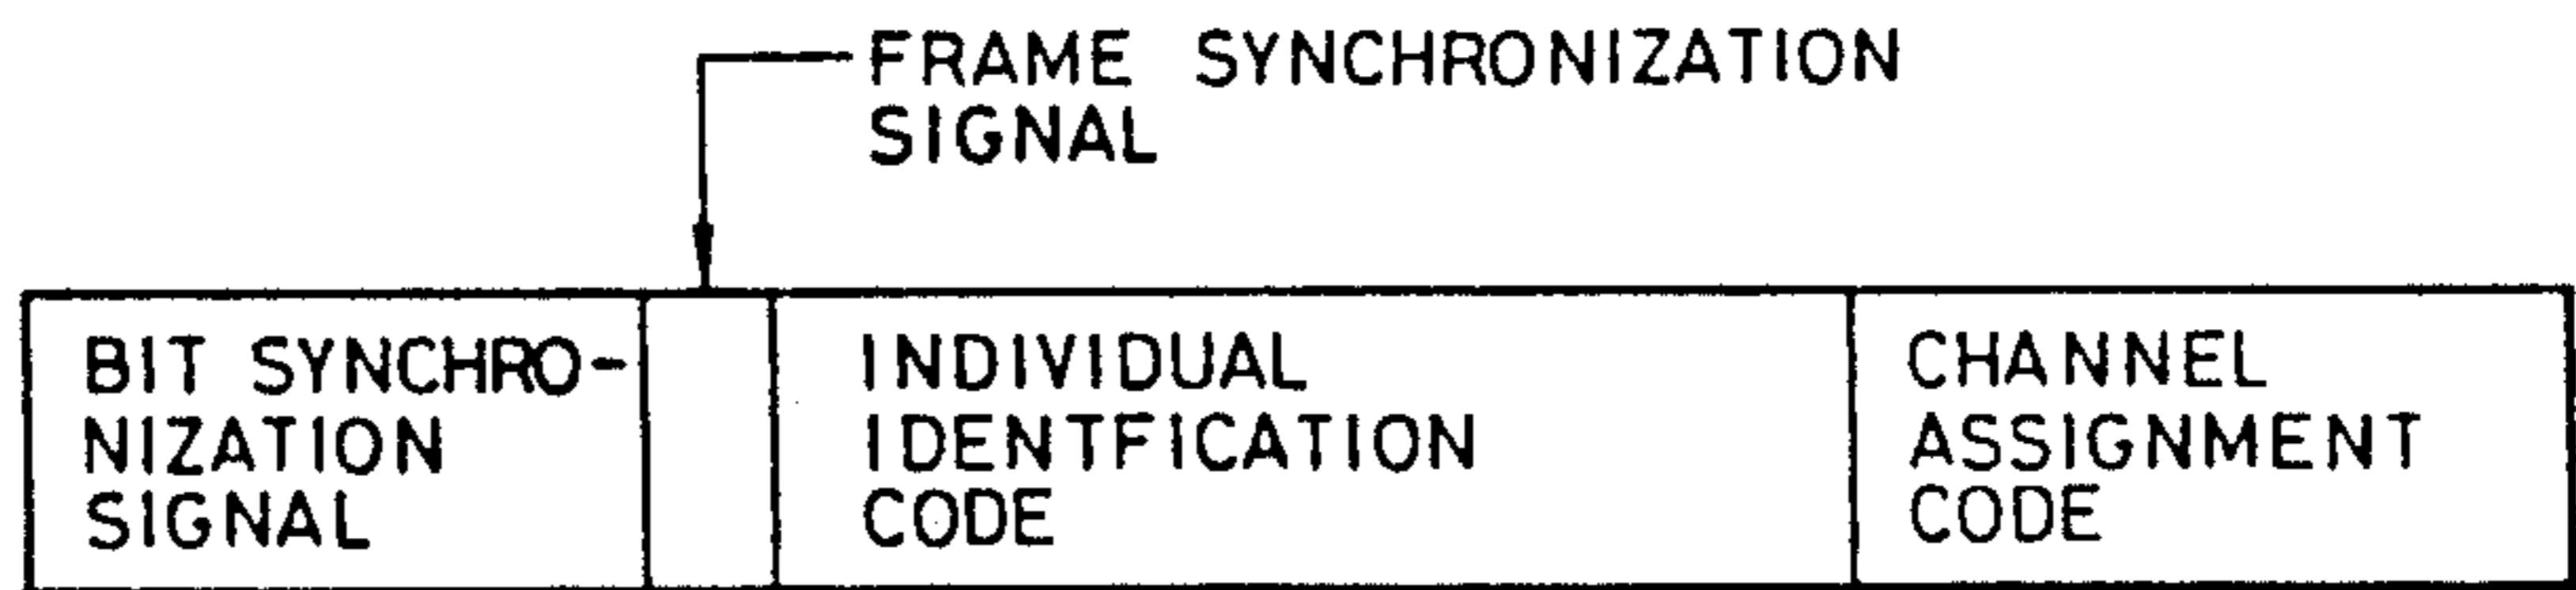 FRAME SYNCHRONIZATION
SIGNAL
BIT SYNCHRO-
NIZATION
SIGNAL
INDIVIDUAL
IDENTFICATION
CODE
CHANNEL
ASSIGNMENT
CODE